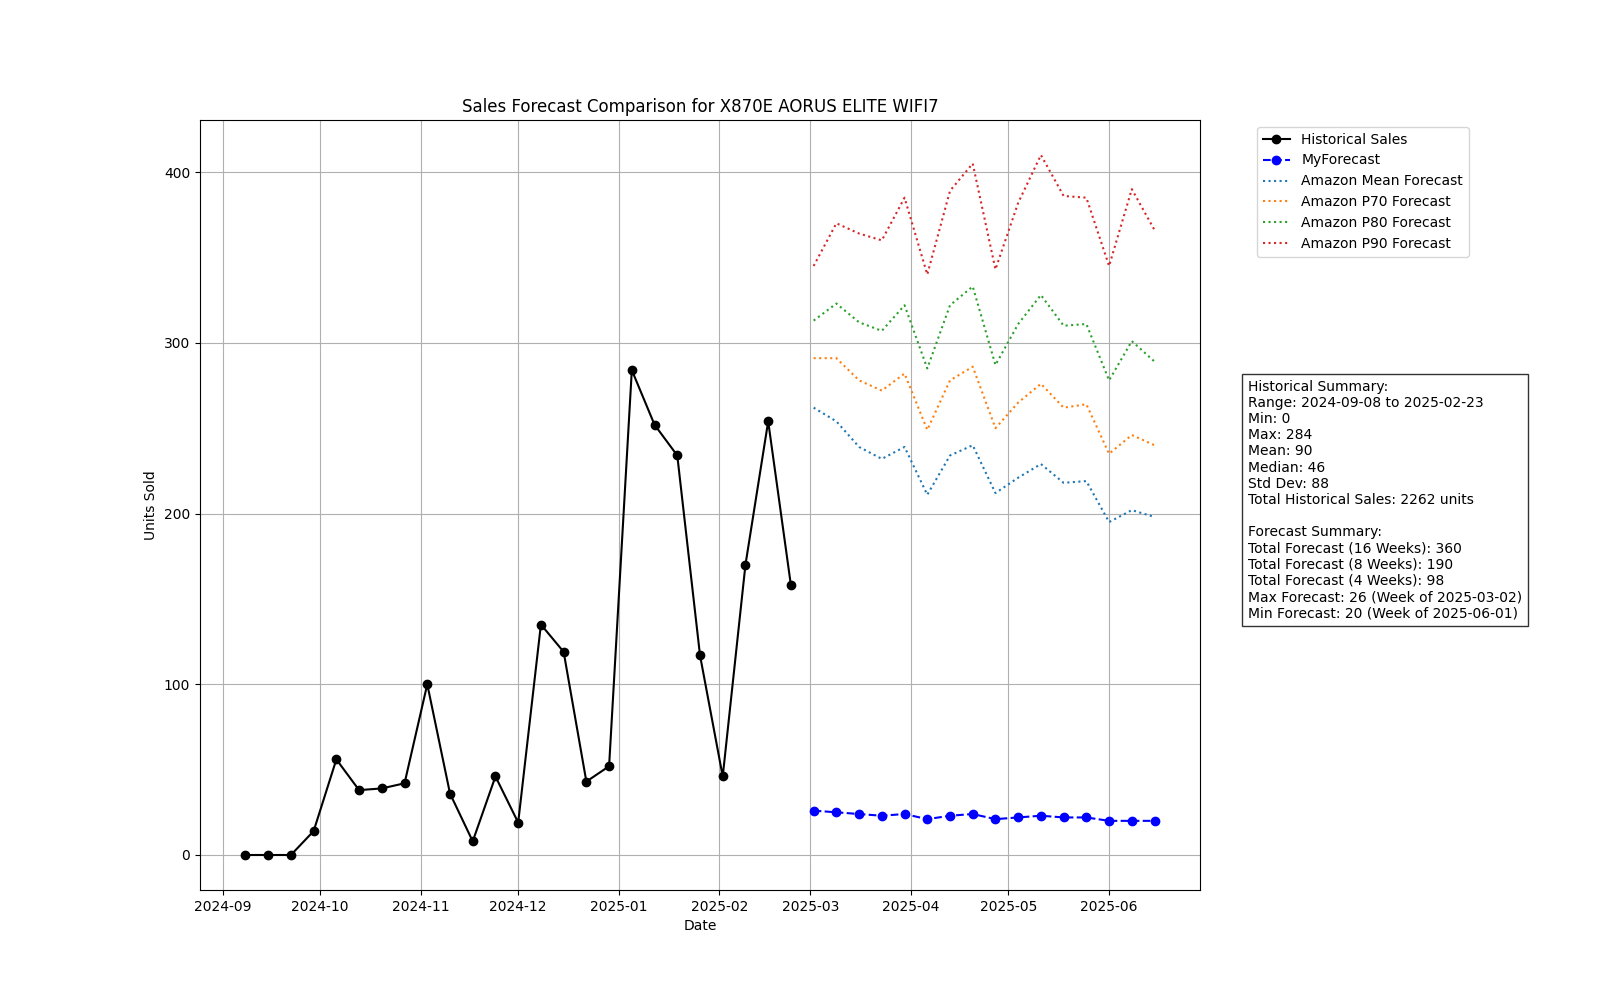 Sales Forecast Comparison for X870E AORUS ELITE WIFI7
Historical Sales
MyForecast
Amazon Mean Forecast
Amazon P70 Forecast
Amazon P80 Forecast
Amazon P90 Forecast
400
300
200
100
0
Units Sold
2024-09
2024-10
2024-11
2024-12
2025-01
2025-02
2025-03
2025-04
2025-05
2025-06
Date
Historical Summary:
Range: 2024-09-08 to 2025-02-23
Min: 0
Max: 284
Mean: 90
Median: 46
Std Dev: 88
Total Historical Sales: 2262 units
Forecast Summary:
Total Forecast (16 Weeks): 360
Total Forecast (8 Weeks): 190
Total Forecast (4 Weeks): 98
Max Forecast: 26 (Week of 2025-03-02)
Min Forecast: 20 (Week of 2025-06-01)